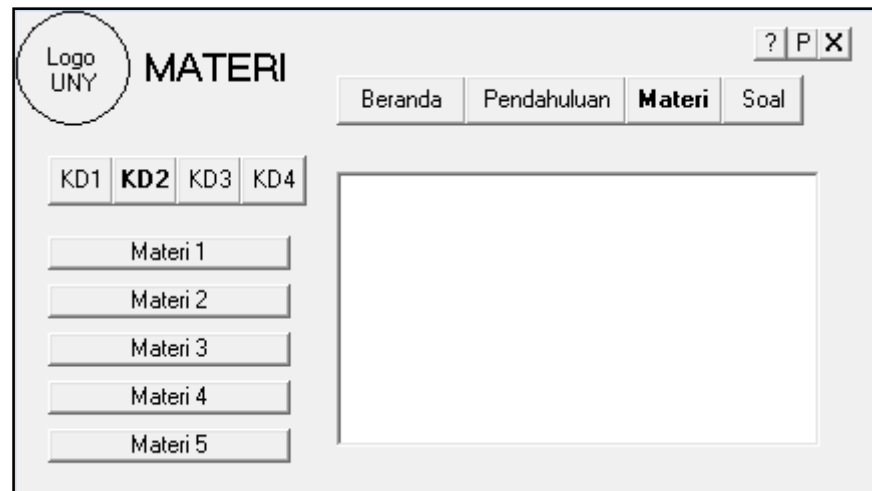 Logo
UNY
MATERI
? P X
Beranda Pendahuluan Materi Soal
KD1 KD2 KD3 KD4
Materi 1
Materi 2
Materi 3
Materi 4
Materi 5